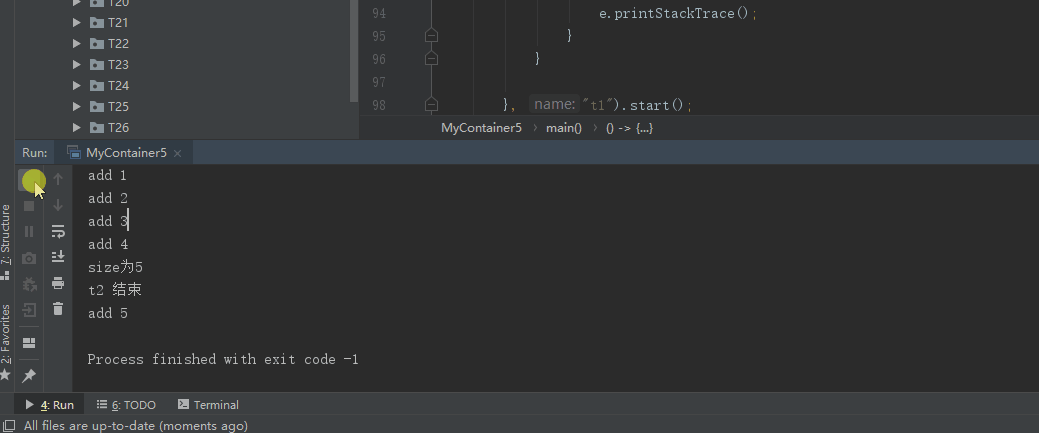 T20
T21
T22
T23
T24
T25
T26
94 e.printStackTrace();
95 }
96 }
97
98 }, name: "t1").start();
MyContainer5 › main() › () -> {...}
Run: MyContainer5 ×
add 1
add 2
add 3
add 4
size为5
t2 结束
add 5
Process finished with exit code -1
7: Structure
2: Favorites
4: Run 6: TODO Terminal
All files are up-to-date (moments ago)